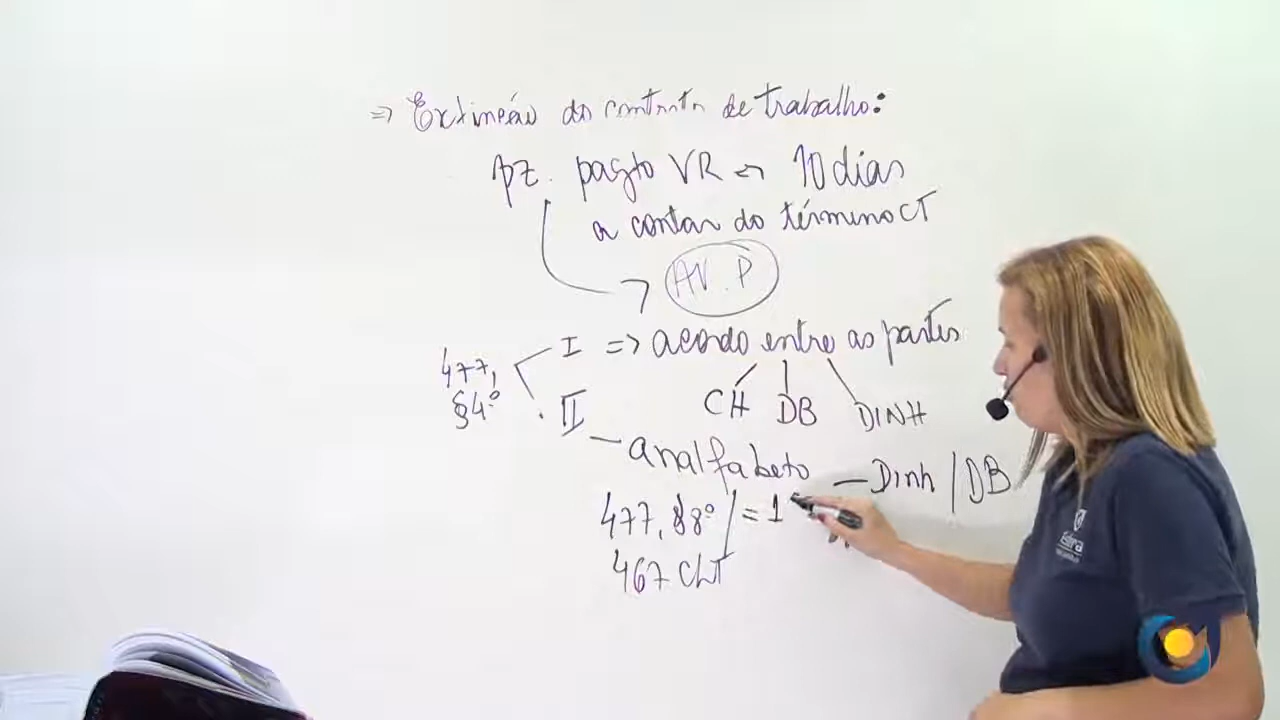 => Extinção do contrato de trabalho:
pz. pagto VR => 10 dias
a contar do término CT
AV. P
477, §4º
I => acordo entre as partes
CH DB DINH
II — analfabeto — Dinh / DB
477, §8º / = 1
467 CLT